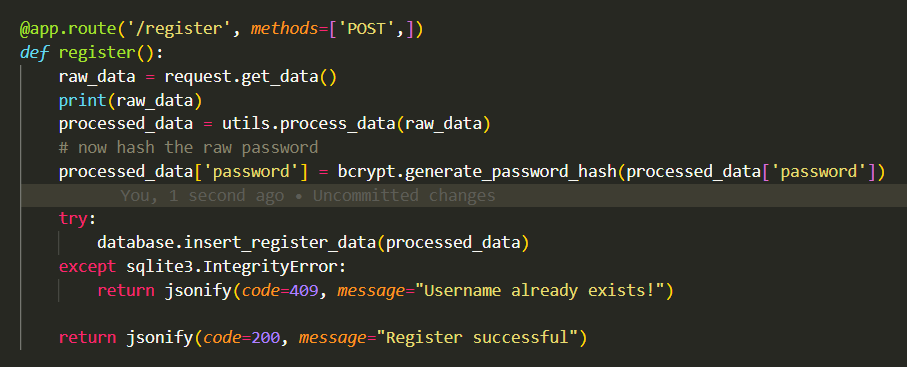 @app.route('/register', methods=['POST',])
def register():
    raw_data = request.get_data()
    print(raw_data)
    processed_data = utils.process_data(raw_data)
    # now hash the raw password
    processed_data['password'] = bcrypt.generate_password_hash(processed_data['password'])
You, 1 second ago • Uncommitted changes
    try:
        database.insert_register_data(processed_data)
    except sqlite3.IntegrityError:
        return jsonify(code=409, message="Username already exists!")
    return jsonify(code=200, message="Register successful")